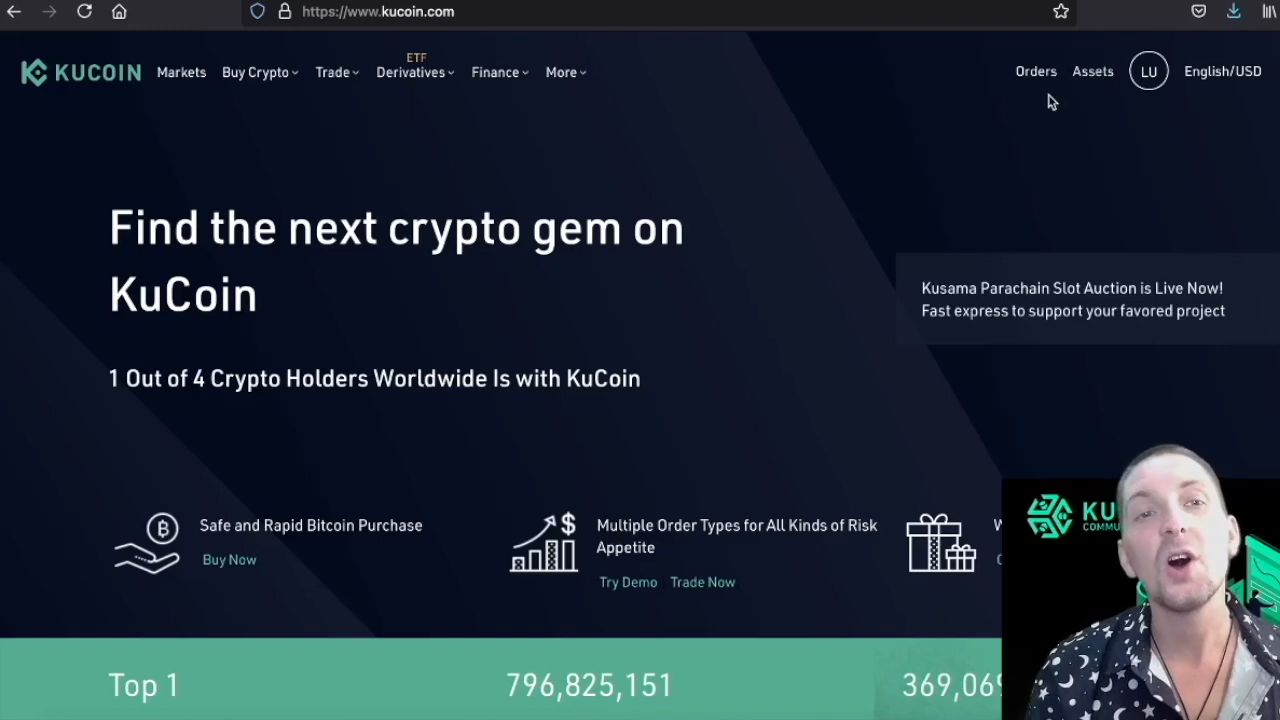 https://www.kucoin.com
KUCOIN
Markets
Buy Crypto
Trade
ETF
Derivatives
Finance
More
Orders
Assets
LU
English/USD
Find the next crypto gem on
KuCoin
1 Out of 4 Crypto Holders Worldwide Is with KuCoin
Kusama Parachain Slot Auction is Live Now!
Fast express to support your favored project
Safe and Rapid Bitcoin Purchase
Buy Now
Multiple Order Types for All Kinds of Risk
Appetite
Try Demo
Trade Now
Top 1
796,825,151